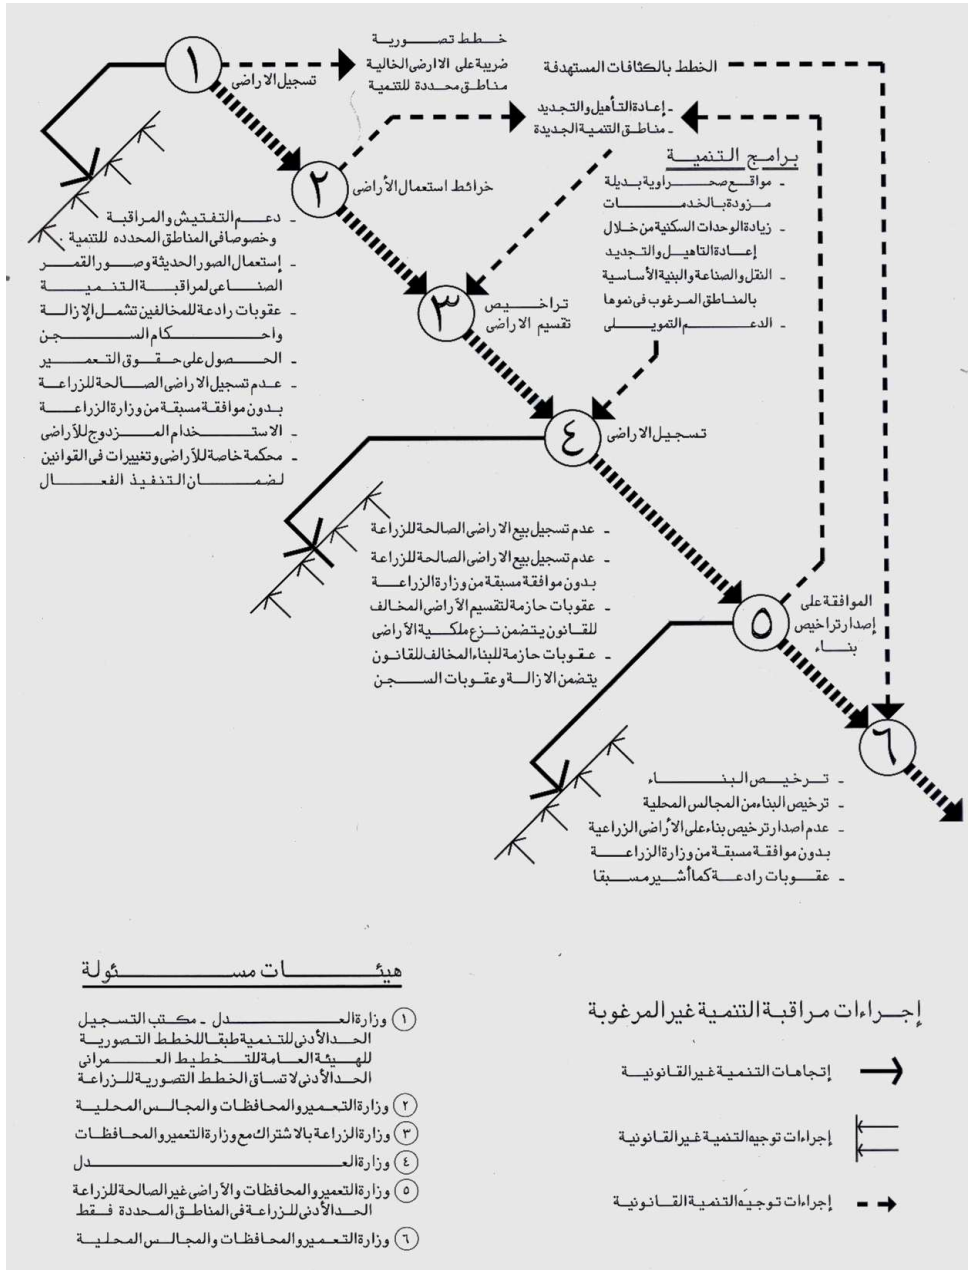 ١
تسجيل الاراضى
خطط تصورية
ضريبة على الاارضى الخالية
مناطق محددة للتنمية
الخطط بالكثافات المستهدفة
ـ إعادة التأهيل والتجديد
ـ مناطق التنمية الجديدة
٢
خرائط استعمال الأراضى
برامج التنمية
ـ مواقع صحراوية بديلة
مزودة بالخدمات
ـ زيادة الوحدات السكنية من خلال
إعادة التاهيل والتجديد
ـ النقل والصناعة والبنية الأساسية
بالمناطق المرغوب فى نموها
ـ الدعم التمويلى
ـ دعم التفتيش والمراقبة
وخصوصا فى المناطق المحدده للتنمية .
ـ إستعمال الصور الحديثة وصور القمر
الصناعى لمراقبة التنمية
ـ عقوبات رادعة للمخالفين تشمل الإزالة
واحكام السجن
ـ الحصول على حقوق التعمير
ـ عدم تسجيل الاراضى الصالحة للزراعة
بدون موافقة مسبقة من وزارة الزراعة
ـ الاستخدام المزدوج للأراضى
ـ محكمة خاصة للأراضى وتغييرات فى القوانين
لضمان التنفيذ الفعال
٣
تراخيص
تقسيم الاراضى
٤
تسجيل الاراضى
ـ عدم تسجيل بيع الاراضى الصالحة للزراعة
ـ عدم تسجيل بيع الاراضى الصالحة للزراعة
بدون موافقة مسبقة من وزارة الزراعة
ـ عقوبات حازمة لتقسيم الأراضى المخالف
للقانون يتضمن نزع ملكية الأراضى
ـ عقوبات حازمة للبناء المخالف للقانون
يتضمن الازالة وعقوبات السجن
٥
الموافقة على
إصدار تراخيص
بناء
٦
ـ ترخيص البناء
ـ ترخيص البناء من المجالس المحلية
ـ عدم اصدار ترخيص بناء على الأراضى الزراعية
بدون موافقة مسبقة من وزارة الزراعة
ـ عقوبات رادعة كما أشير مسبقا
هيئات مسئولة
١ وزارة العدل ـ مكتب التسجيل
الحد الأدنى للتنمية طبقا للخطط التصورية
للهيئة العامة للتخطيط العمرانى
الحد الأدنى لاتساق الخطط التصورية للزراعة
٢ وزارة التعمير والمحافظات والمجالس المحلية
٣ وزارة الزراعة بالاشتراك مع وزارة التعمير والمحافظات
٤ وزارة العدل
٥ وزارة التعمير والمحافظات والأراضى غير الصالحة للزراعة
الحد الأدنى للزراعة فى المناطق المحددة فقط
٦ وزارة التعمير والمحافظات والمجالس المحلية
إجراءات مراقبة التنمية غير المرغوبة
إتجاهات التنمية غير القانونية
إجراءات توجيه التنمية غير القانونية
إجراءات توجيه التنمية القانونية